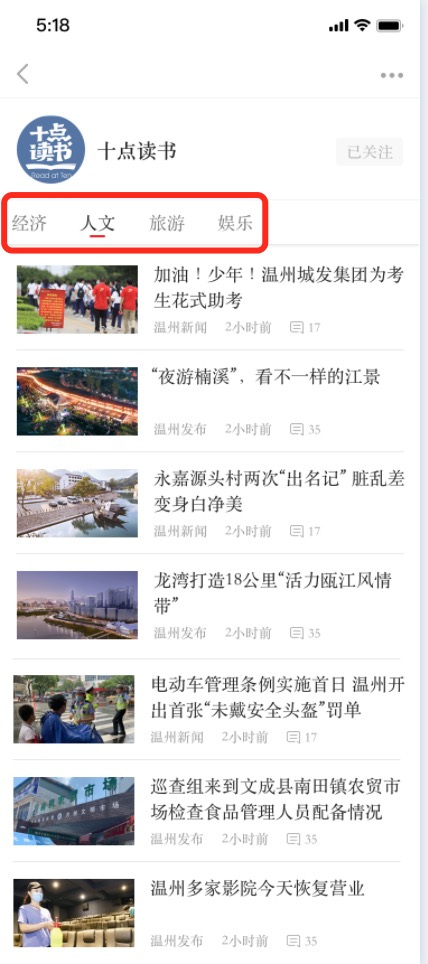 5:18
十点
读书
Read at Ten
十点读书
已关注
经济 人文 旅游 娱乐
加油！少年！温州城发集团为考
生花式助考
温州新闻 2小时前 17
“夜游楠溪”，看不一样的江景
温州发布 2小时前 35
永嘉源头村两次“出名记” 脏乱差
变身白净美
温州新闻 2小时前 17
龙湾打造18公里“活力瓯江风情
带”
温州发布 2小时前 35
电动车管理条例实施首日 温州开
出首张“未戴安全头盔”罚单
温州新闻 2小时前 17
巡查组来到文成县南田镇农贸市
场检查食品管理人员配备情况
温州发布 2小时前 35
温州多家影院今天恢复营业
温州发布 2小时前 35